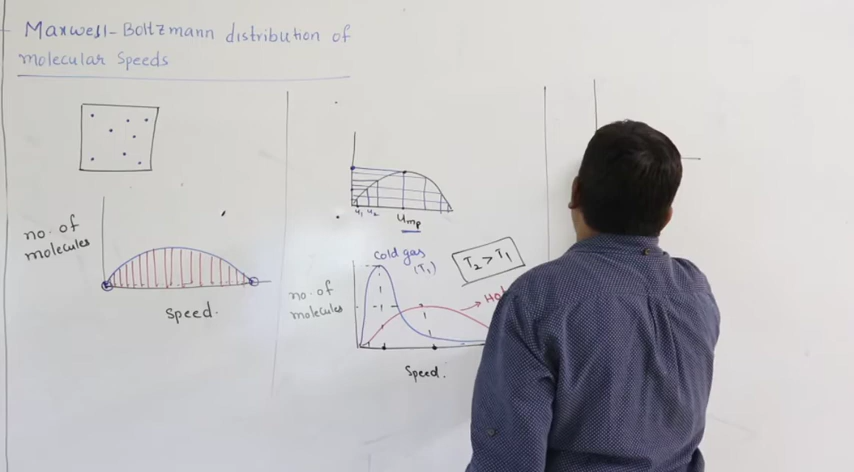 Maxwell-Boltzmann distribution of
molecular Speeds
no. of
molecules
Speed.
u₁ u₂
Ump
Cold gas
(T₁)
T₂ > T₁
no. of
molecules
Hot
Speed.